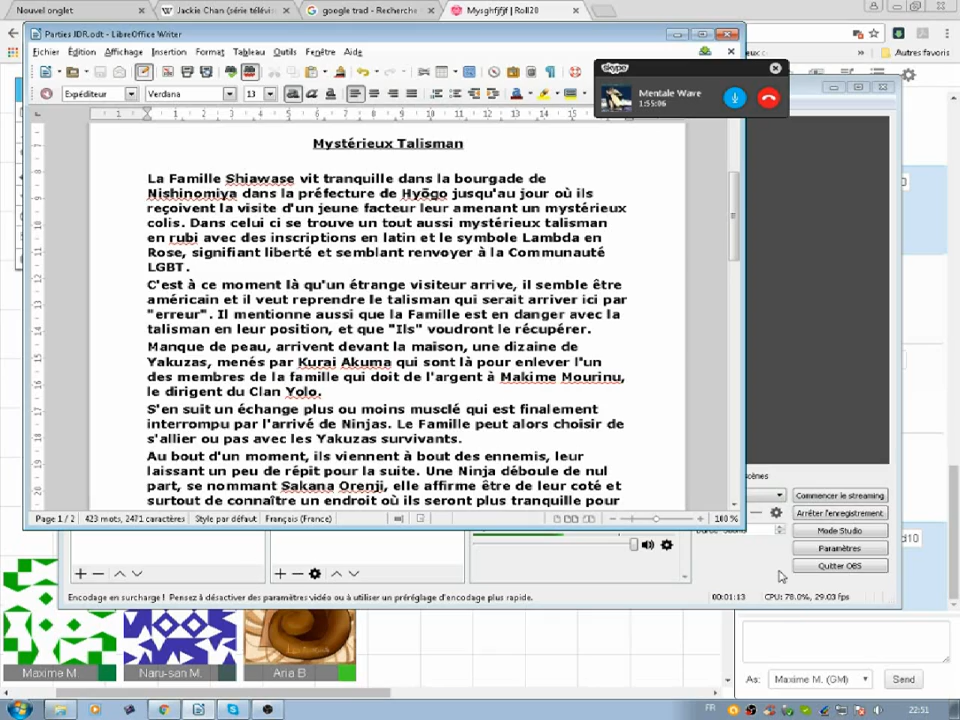 Nouvel onglet
Jackie Chan (série télévis
google trad - Recherche
Mysghfjfjf | Roll20
Parties JDR.odt - LibreOffice Writer
Autres favoris
Fichier Edition Affichage Insertion Format Tableau Outils Fenêtre Aide
skype
Mentale Wave
1:55:06
Expéditeur
Verdana
13
Mystérieux Talisman
La Famille Shiawase vit tranquille dans la bourgade de
Nishinomiya dans la préfecture de Hyōgo jusqu'au jour où ils
reçoivent la visite d'un jeune facteur leur amenant un mystérieux
colis. Dans celui ci se trouve un tout aussi mystérieux talisman
en rubi avec des inscriptions en latin et le symbole Lambda en
Rose, signifiant liberté et semblant renvoyer à la Communauté
LGBT.
C'est à ce moment là qu'un étrange visiteur arrive, il semble être
américain et il veut reprendre le talisman qui serait arriver ici par
"erreur". Il mentionne aussi que la Famille est en danger avec la
talisman en leur position, et que "Ils" voudront le récupérer.
Manque de peau, arrivent devant la maison, une dizaine de
Yakuzas, menés par Kurai Akuma qui sont là pour enlever l'un
des membres de la famille qui doit de l'argent à Makime Mourinu,
le dirigent du Clan Yolo.
S'en suit un échange plus ou moins musclé qui est finalement
interrompu par l'arrivé de Ninjas. Le Famille peut alors choisir de
s'allier ou pas avec les Yakuzas survivants.
Au bout d'un moment, ils viennent à bout des ennemis, leur
laissant un peu de répit pour la suite. Une Ninja déboule de nul
part, se nommant Sakana Orenji, elle affirme être de leur coté et
surtout de connaître un endroit où ils seront plus tranquille pour
Page 1 / 2 423 mots, 2471 caractères Style par défaut Français (France) 100 %
Commencer le streaming
Arrêter l'enregistrement
Mode Studio
Paramètres
Quitter OBS
d10
Encodage en surcharge ! Pensez à désactiver des paramètres vidéo ou à utiliser un préréglage d'encodage plus rapide.
00:01:13 CPU: 78.0%, 29.03 fps
Maxime M.
Naru-san M.
Aria B
As: Maxime M. (GM) Send
FR
22:51